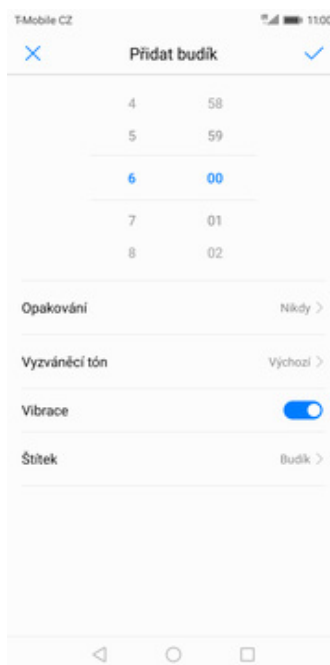 T-Mobile CZ 11:00
Přidat budík
4 58
5 59
6 00
7 01
8 02
Opakování Nikdy
Vyzváněcí tón Výchozí
Vibrace
Štítek Budík